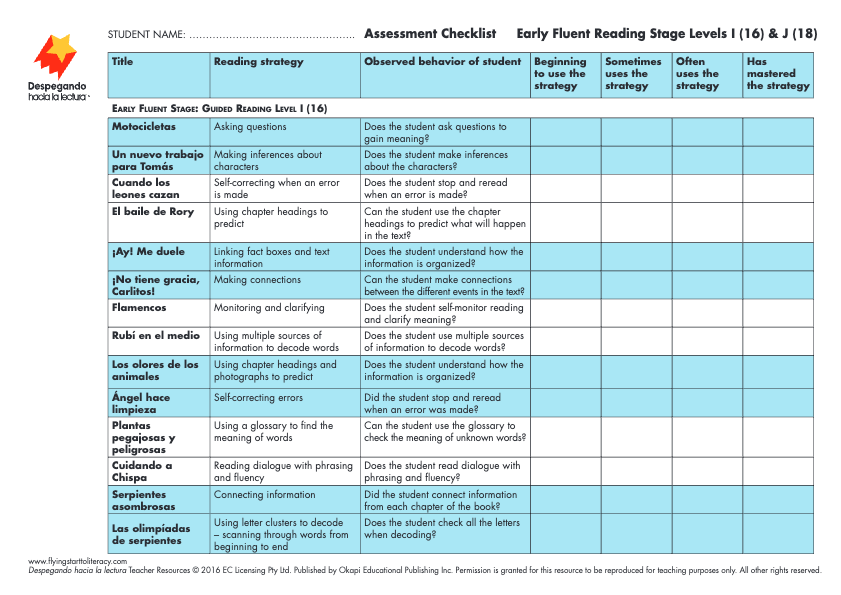 STUDENT NAME: ................................................ Assessment Checklist Early Fluent Reading Stage Levels I (16) & J (18)
Despegando
hacia la lectura
Title Reading strategy Observed behavior of student Beginning to use the strategy Sometimes uses the strategy Often uses the strategy Has mastered the strategy
EARLY FLUENT STAGE: GUIDED READING LEVEL I (16)
Motocicletas Asking questions Does the student ask questions to
gain meaning?
Un nuevo trabajo Making inferences about Does the student make inferences
para Tomás characters about the characters?
Cuando los Self-correcting when an error Does the student stop and reread
leones cazan is made when an error is made?
El baile de Rory Using chapter headings to Can the student use the chapter
predict headings to predict what will happen
in the text?
¡Ay! Me duele Linking fact boxes and text Does the student understand how the
information information is organized?
¡No tiene gracia, Making connections Can the student make connections
Carlitos! between the different events in the text?
Flamencos Monitoring and clarifying Does the student self-monitor reading
and clarify meaning?
Rubí en el medio Using multiple sources of Does the student use multiple sources
information to decode words of information to decode words?
Los olores de los Using chapter headings and Does the student understand how the
animales photographs to predict information is organized?
Ángel hace Self-correcting errors Did the student stop and reread
limpieza when an error was made?
Plantas Using a glossary to find the Can the student use the glossary to
pegajosas y meaning of words check the meaning of unknown words?
peligrosas
Cuidando a Reading dialogue with phrasing Does the student read dialogue with
Chispa and fluency phrasing and fluency?
Serpientes Connecting information Did the student connect information
asombrosas from each chapter of the book?
Las olimpíadas Using letter clusters to decode Does the student check all the letters
de serpientes – scanning through words from when decoding?
beginning to end
www.flyingstarttoliteracy.com
Despegando hacia la lectura Teacher Resources © 2016 EC Licensing Pty Ltd. Published by Okapi Educational Publishing Inc. Permission is granted for this resource to be reproduced for teaching purposes only. All other rights reserved.